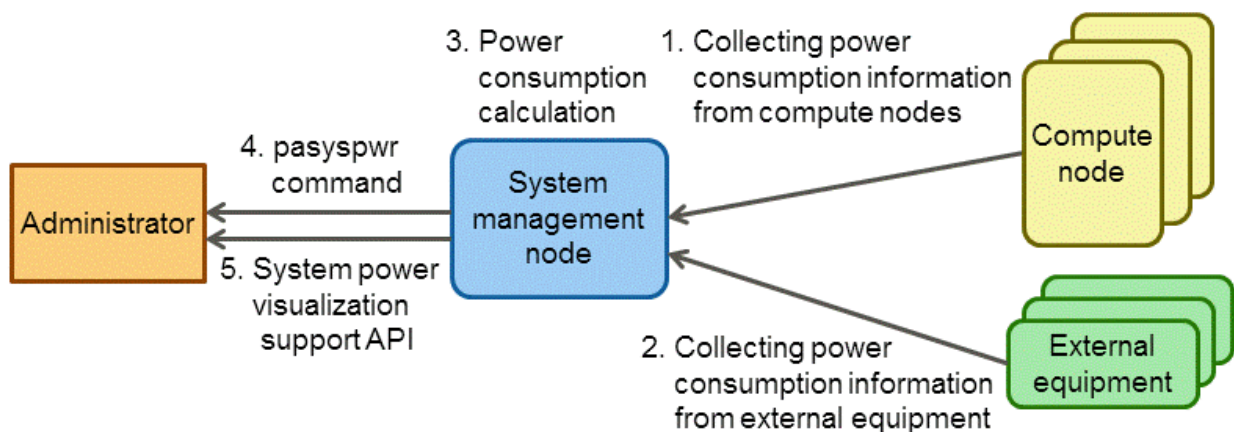 3. Power
consumption
calculation
1. Collecting power
consumption information
from compute nodes
Compute
node
4. pasyspwr
command
System
management
node
Administrator
5. System power
visualization
support API
2. Collecting power
consumption information
from external equipment
External
equipment